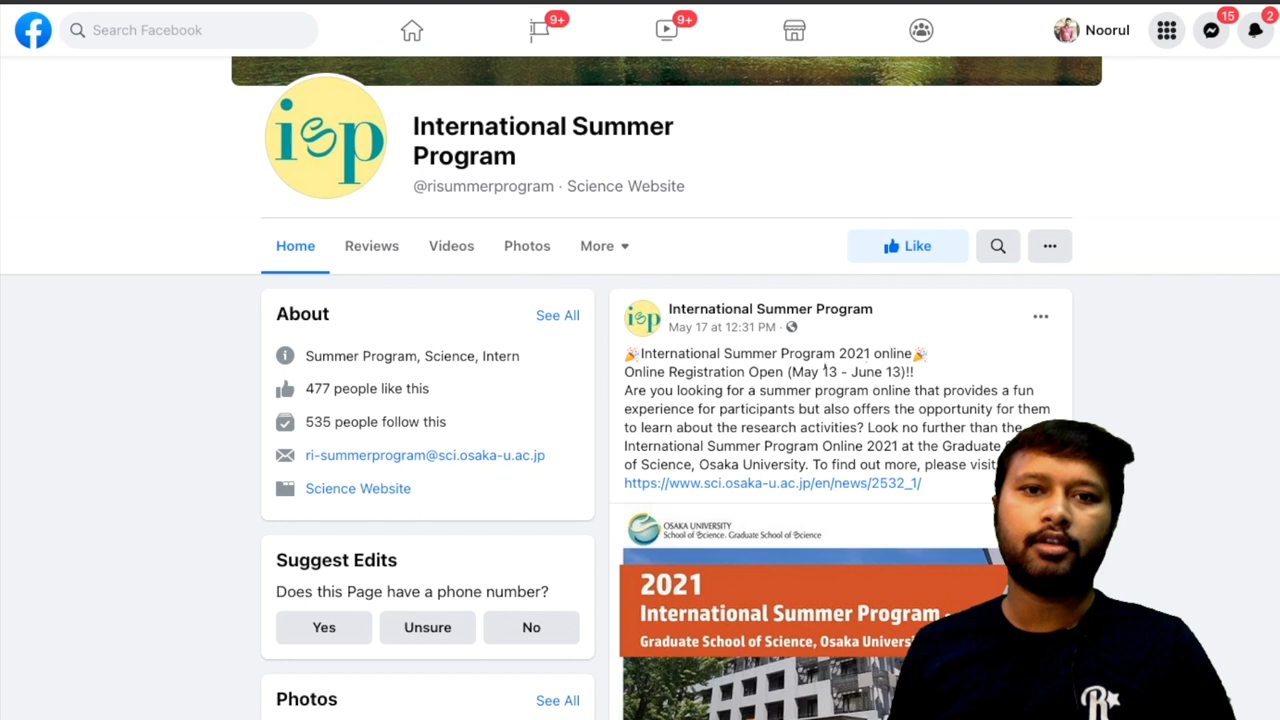 Search Facebook
9+
9+
Noorul
15
2
isp
International Summer
Program
@risummerprogram · Science Website
Home
Reviews
Videos
Photos
More
Like
About
See All
Summer Program, Science, Intern
477 people like this
535 people follow this
ri-summerprogram@sci.osaka-u.ac.jp
Science Website
Suggest Edits
Does this Page have a phone number?
Yes
Unsure
No
Photos
See All
isp
International Summer Program
May 17 at 12:31 PM ·
🎉International Summer Program 2021 online🎉
Online Registration Open (May 13 - June 13)!!
Are you looking for a summer program online that provides a fun
experience for participants but also offers the opportunity for them
to learn about the research activities? Look no further than the
International Summer Program Online 2021 at the Graduate
of Science, Osaka University. To find out more, please visit
https://www.sci.osaka-u.ac.jp/en/news/2532_1/
OSAKA UNIVERSITY
School of Science. Graduate School of Science
2021
International Summer Program -
Graduate School of Science, Osaka Univers
R